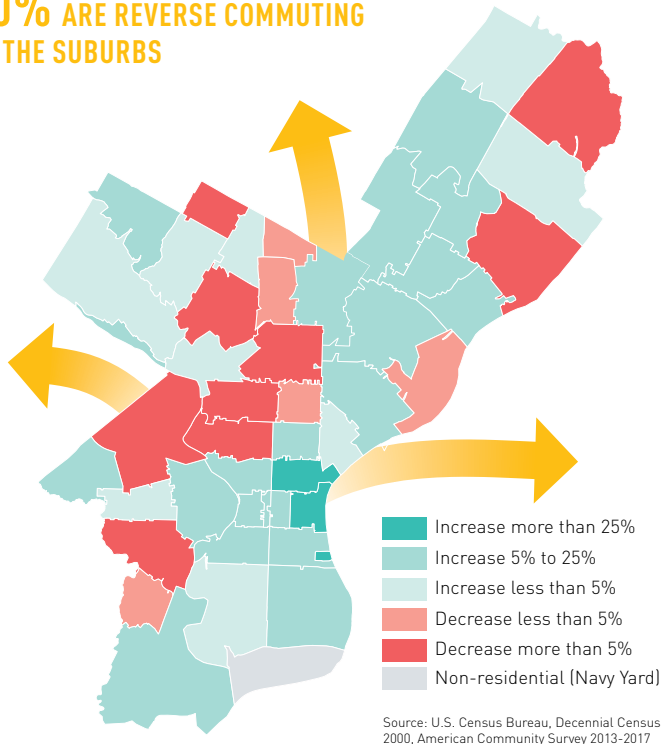 0% ARE REVERSE COMMUTING
THE SUBURBS
Increase more than 25%
Increase 5% to 25%
Increase less than 5%
Decrease less than 5%
Decrease more than 5%
Non-residential (Navy Yard)
Source: U.S. Census Bureau, Decennial Census
2000, American Community Survey 2013-2017